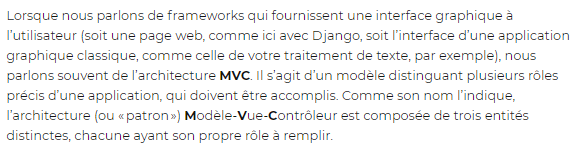 Lorsque nous parlons de frameworks qui fournissent une interface graphique à
l'utilisateur (soit une page web, comme ici avec Django, soit l'interface d'une application
graphique classique, comme celle de votre traitement de texte, par exemple), nous
parlons souvent de l'architecture MVC. Il s'agit d'un modèle distinguant plusieurs rôles
précis d'une application, qui doivent être accomplis. Comme son nom l'indique,
l'architecture (ou « patron ») Modèle-Vue-Contrôleur est composée de trois entités
distinctes, chacune ayant son propre rôle à remplir.